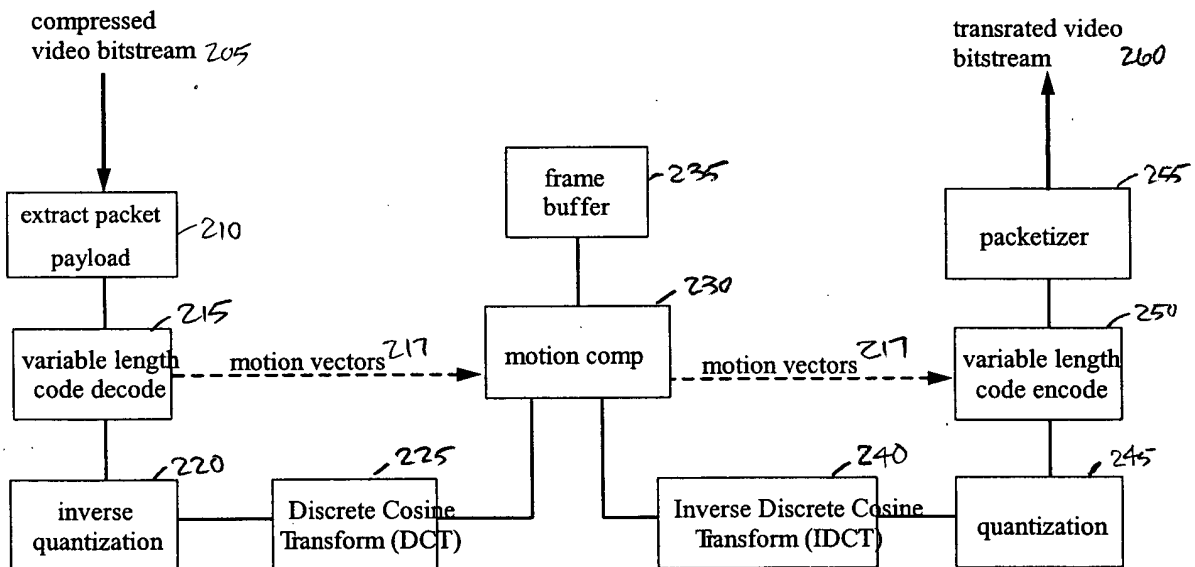 compressed
video bitstream 205
transrated video
bitstream 260
extract packet
payload
210
frame
buffer
235
packetizer
255
variable length
code decode
215
motion vectors 217
motion comp
230
motion vectors 217
variable length
code encode
250
inverse
quantization
220
Discrete Cosine
Transform (DCT)
225
Inverse Discrete Cosine
Transform (IDCT)
240
quantization
245